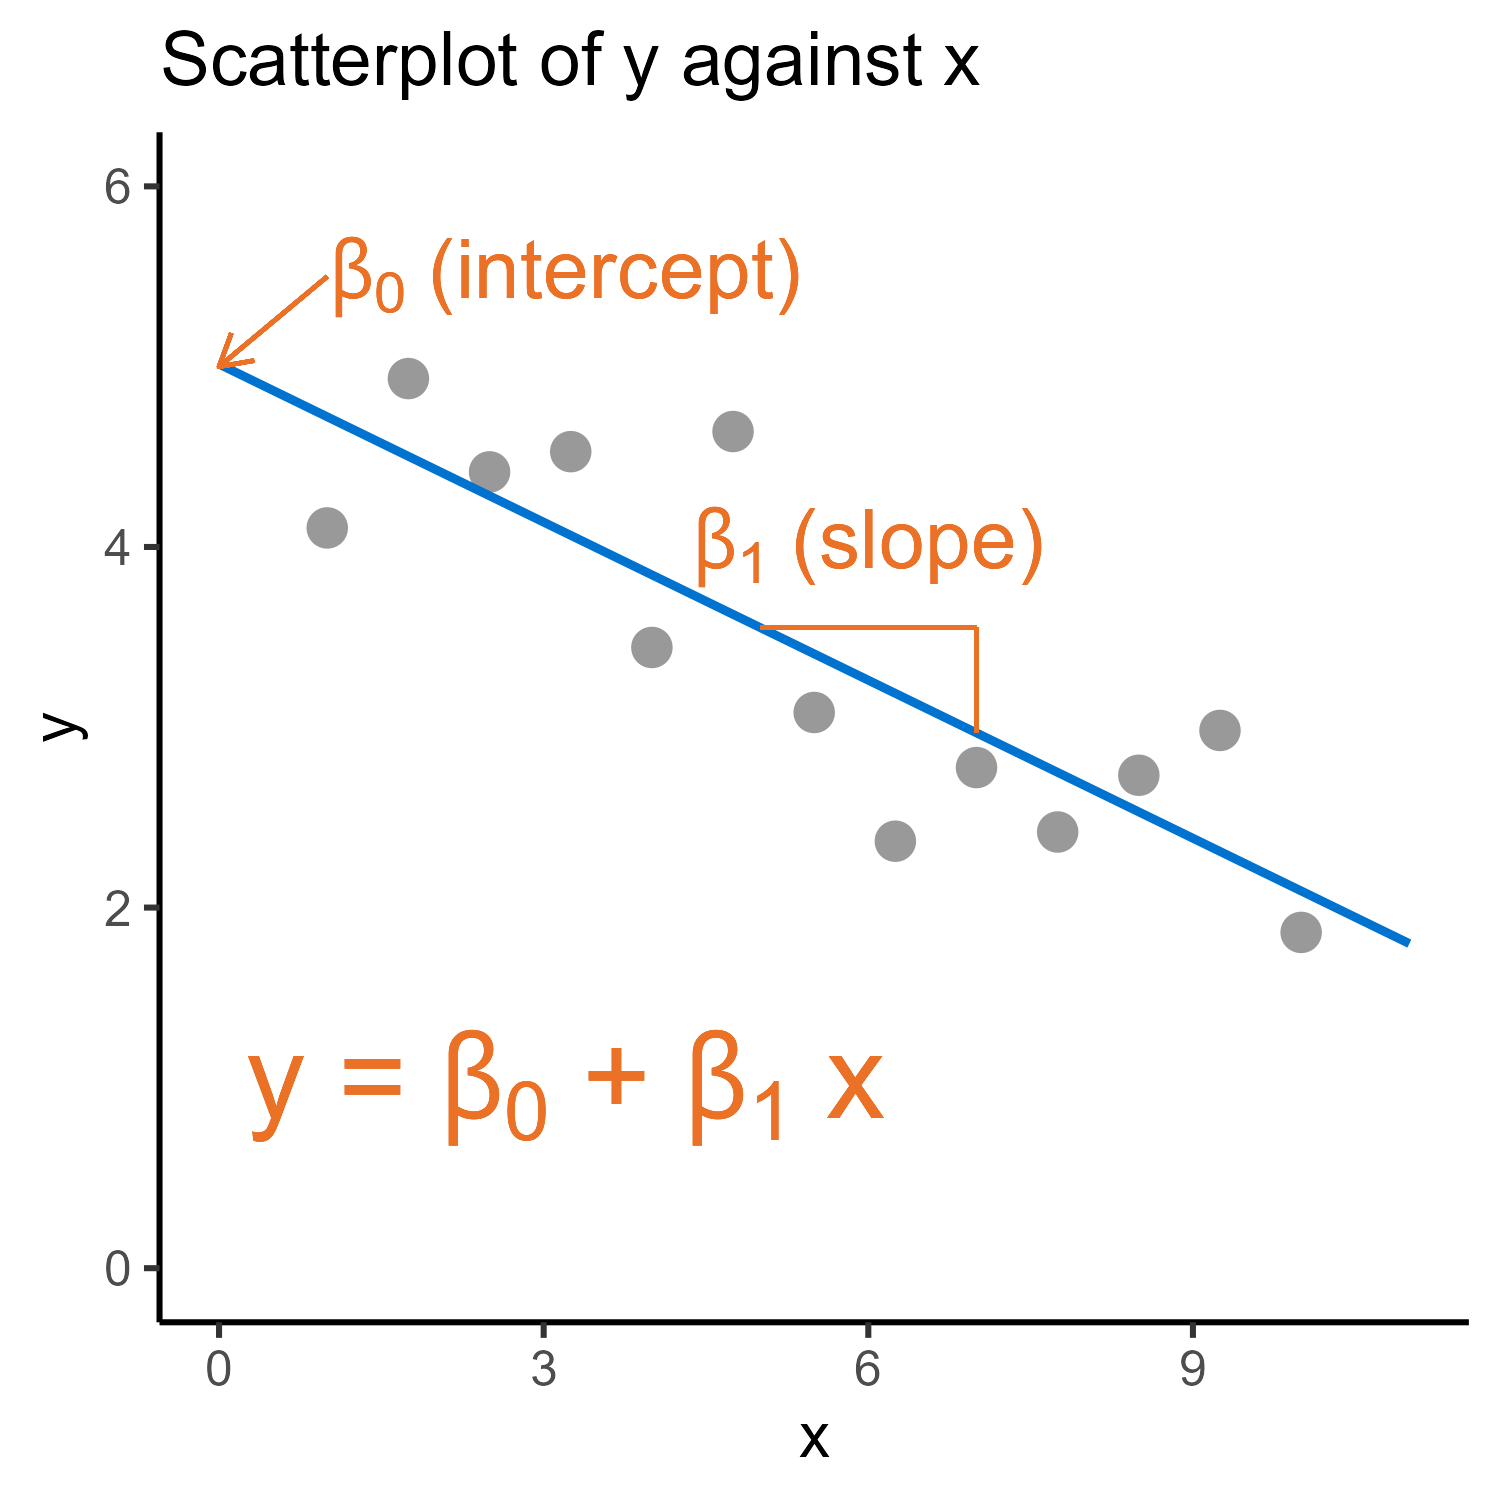 Scatterplot of y against x
6
β₀ (intercept)
4
β₁ (slope)
y
2
y = β₀ + β₁ x
0
0 3 6 9
x